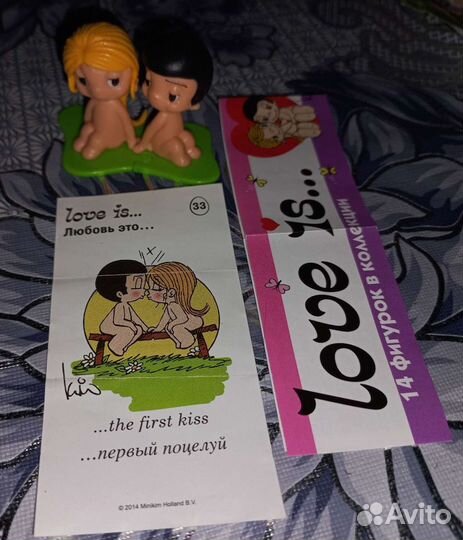 love is...
33
Любовь это...
kim
...the first kiss
...первый поцелуй
© 2014 Minikim Holland B.V.
love is...
14 фигурок в коллекции
Avito